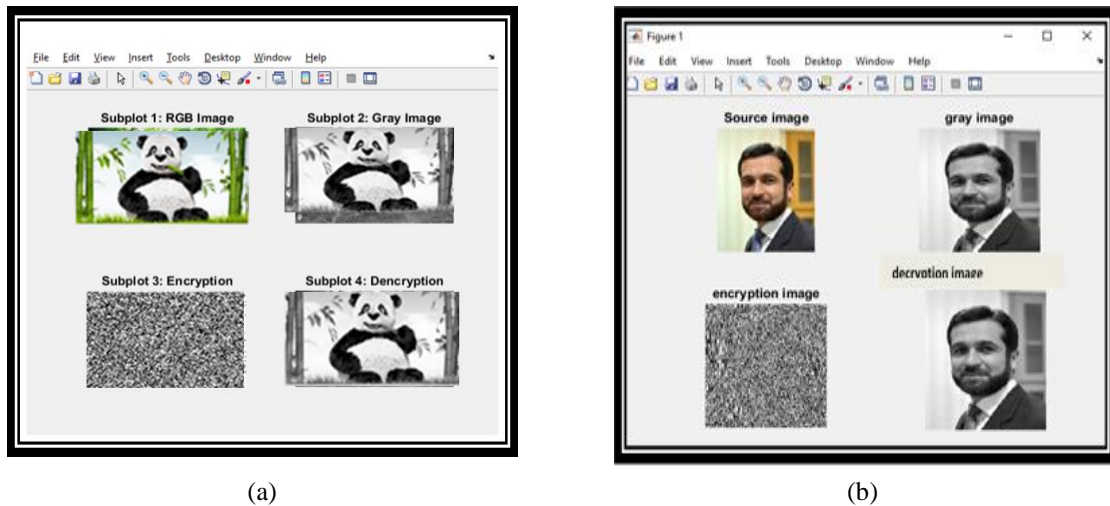 File Edit View Insert Tools Desktop Window Help
Subplot 1: RGB Image
Subplot 2: Gray Image
Subplot 3: Encryption
Subplot 4: Dencryption
(a)
Figure 1
File Edit View Insert Tools Desktop Window Help
Source image
gray image
encryption image
decryption image
(b)